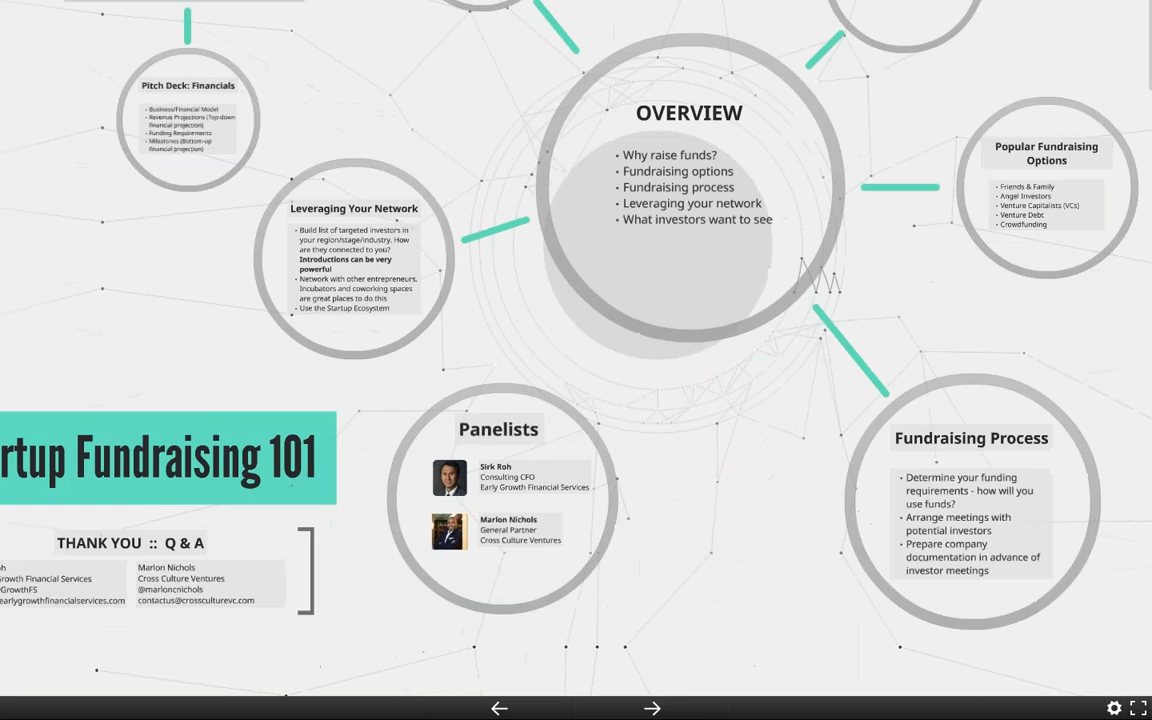 Pitch Deck: Financials
• Business/Financial Model
• Revenue Projections (Top-down
financial projection)
• Funding Requirements
• Milestones (Bottom-up
financial projection)
Leveraging Your Network
• Build list of targeted investors in
your region/stage/industry. How
are they connected to you?
Introductions can be very
powerful
• Network with other entrepreneurs.
Incubators and coworking spaces
are great places to do this
• Use the Startup Ecosystem
OVERVIEW
• Why raise funds?
• Fundraising options
• Fundraising process
• Leveraging your network
• What investors want to see
Popular Fundraising
Options
• Friends & Family
• Angel Investors
• Venture Capitalists (VCs)
• Venture Debt
• Crowdfunding
rtup Fundraising 101
Panelists
Sirk Roh
Consulting CFO
Early Growth Financial Services
Marlon Nichols
General Partner
Cross Culture Ventures
Fundraising Process
• Determine your funding
requirements - how will you
use funds?
• Arrange meetings with
potential investors
• Prepare company
documentation in advance of
investor meetings
THANK YOU :: Q & A
oh
Growth Financial Services
GrowthFS
earlygrowthfinancialservices.com
Marlon Nichols
Cross Culture Ventures
@marloncnichols
contactus@crossculturevc.com